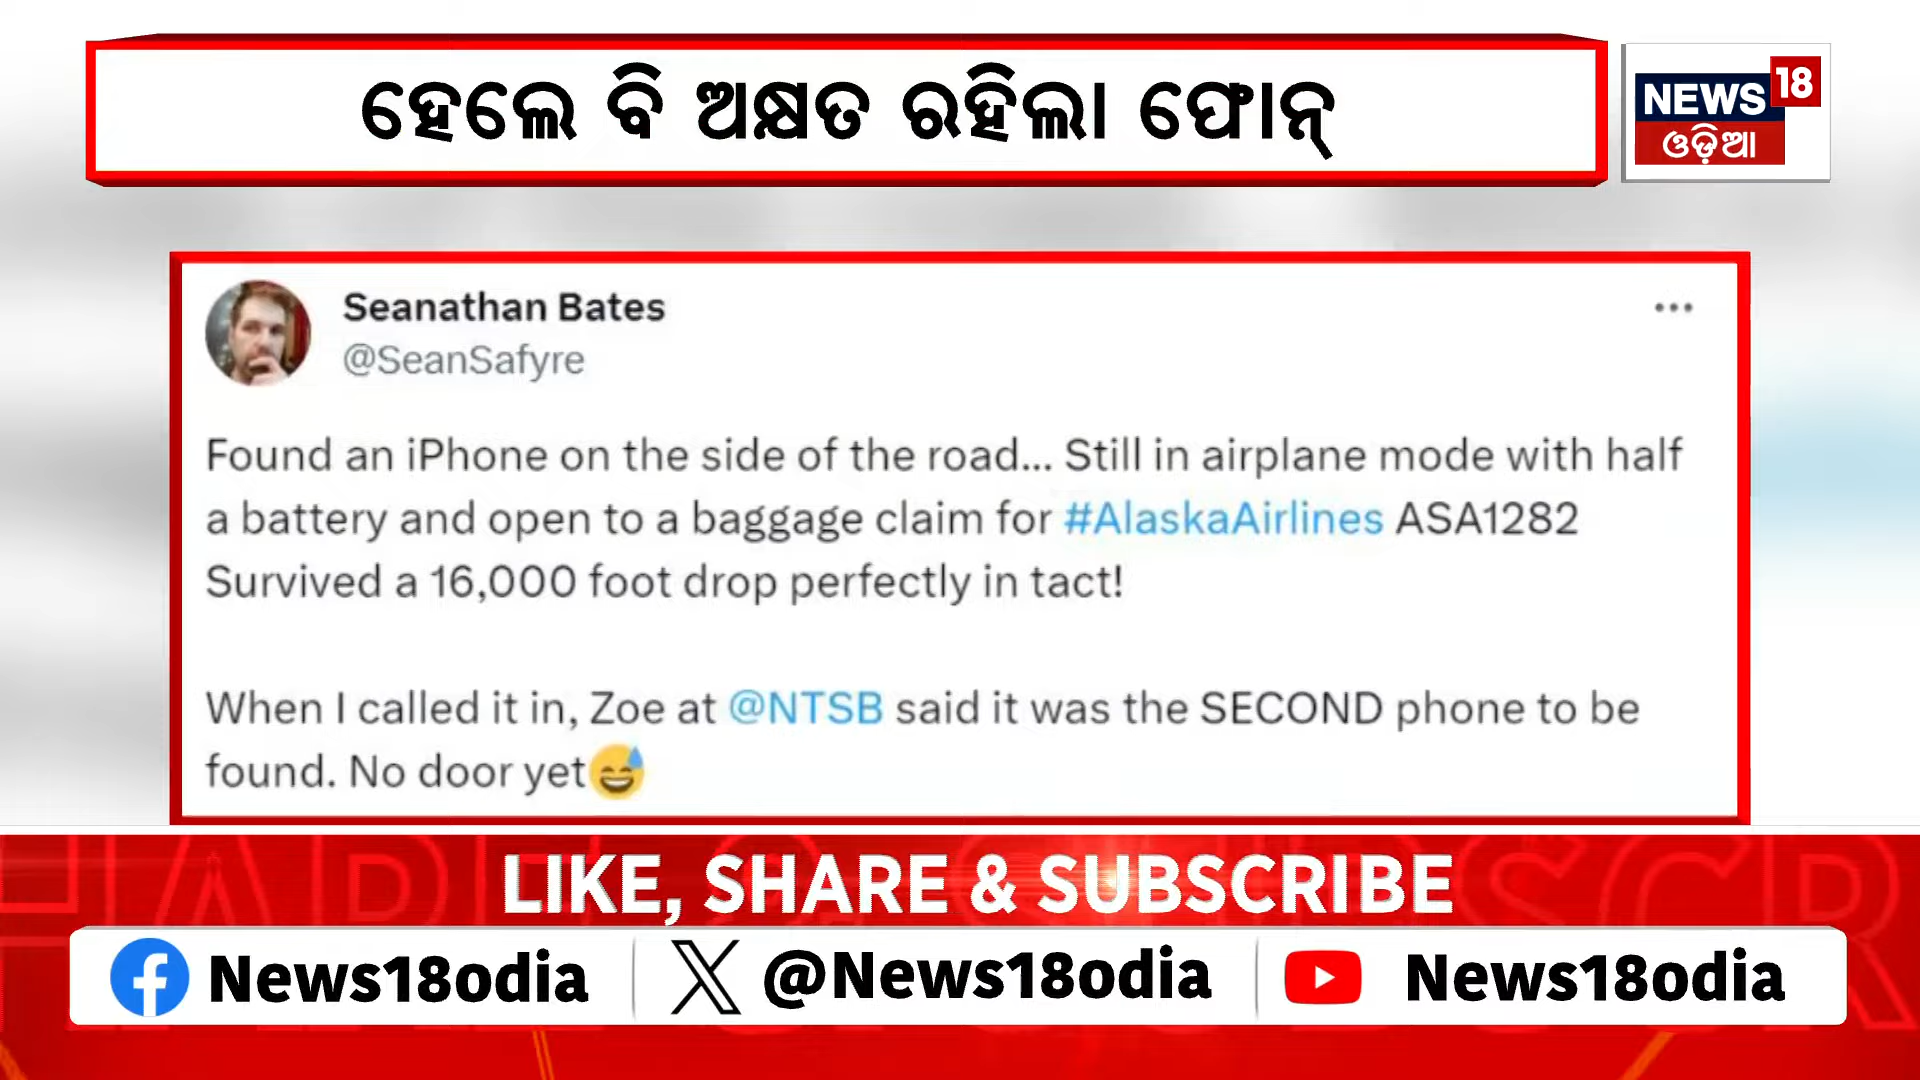 ହେଲେ ବି ଅକ୍ଷତ ରହିଲା ଫୋନ୍
NEWS 18
ଓଡ଼ିଆ
Seanathan Bates
@SeanSafyre
Found an iPhone on the side of the road... Still in airplane mode with half
a battery and open to a baggage claim for #AlaskaAirlines ASA1282
Survived a 16,000 foot drop perfectly in tact!
When I called it in, Zoe at @NTSB said it was the SECOND phone to be
found. No door yet😅
LIKE, SHARE & SUBSCRIBE
News18odia @News18odia News18odia